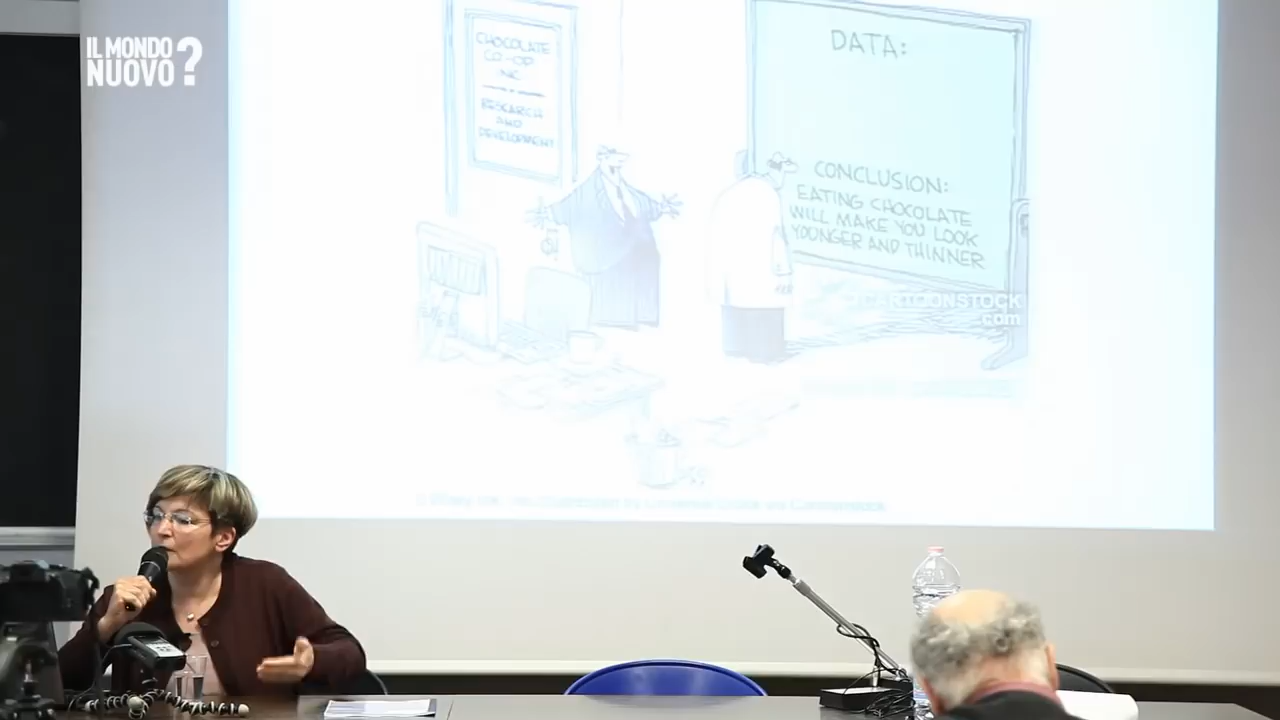 IL MONDO
NUOVO?
CHOCOLATE
CO-OP
INC
RESEARCH
AND
DEVELOPMENT
DATA:
CONCLUSION:
EATING CHOCOLATE
WILL MAKE YOU LOOK
YOUNGER AND THINNER
CARTOONSTOCK
.com